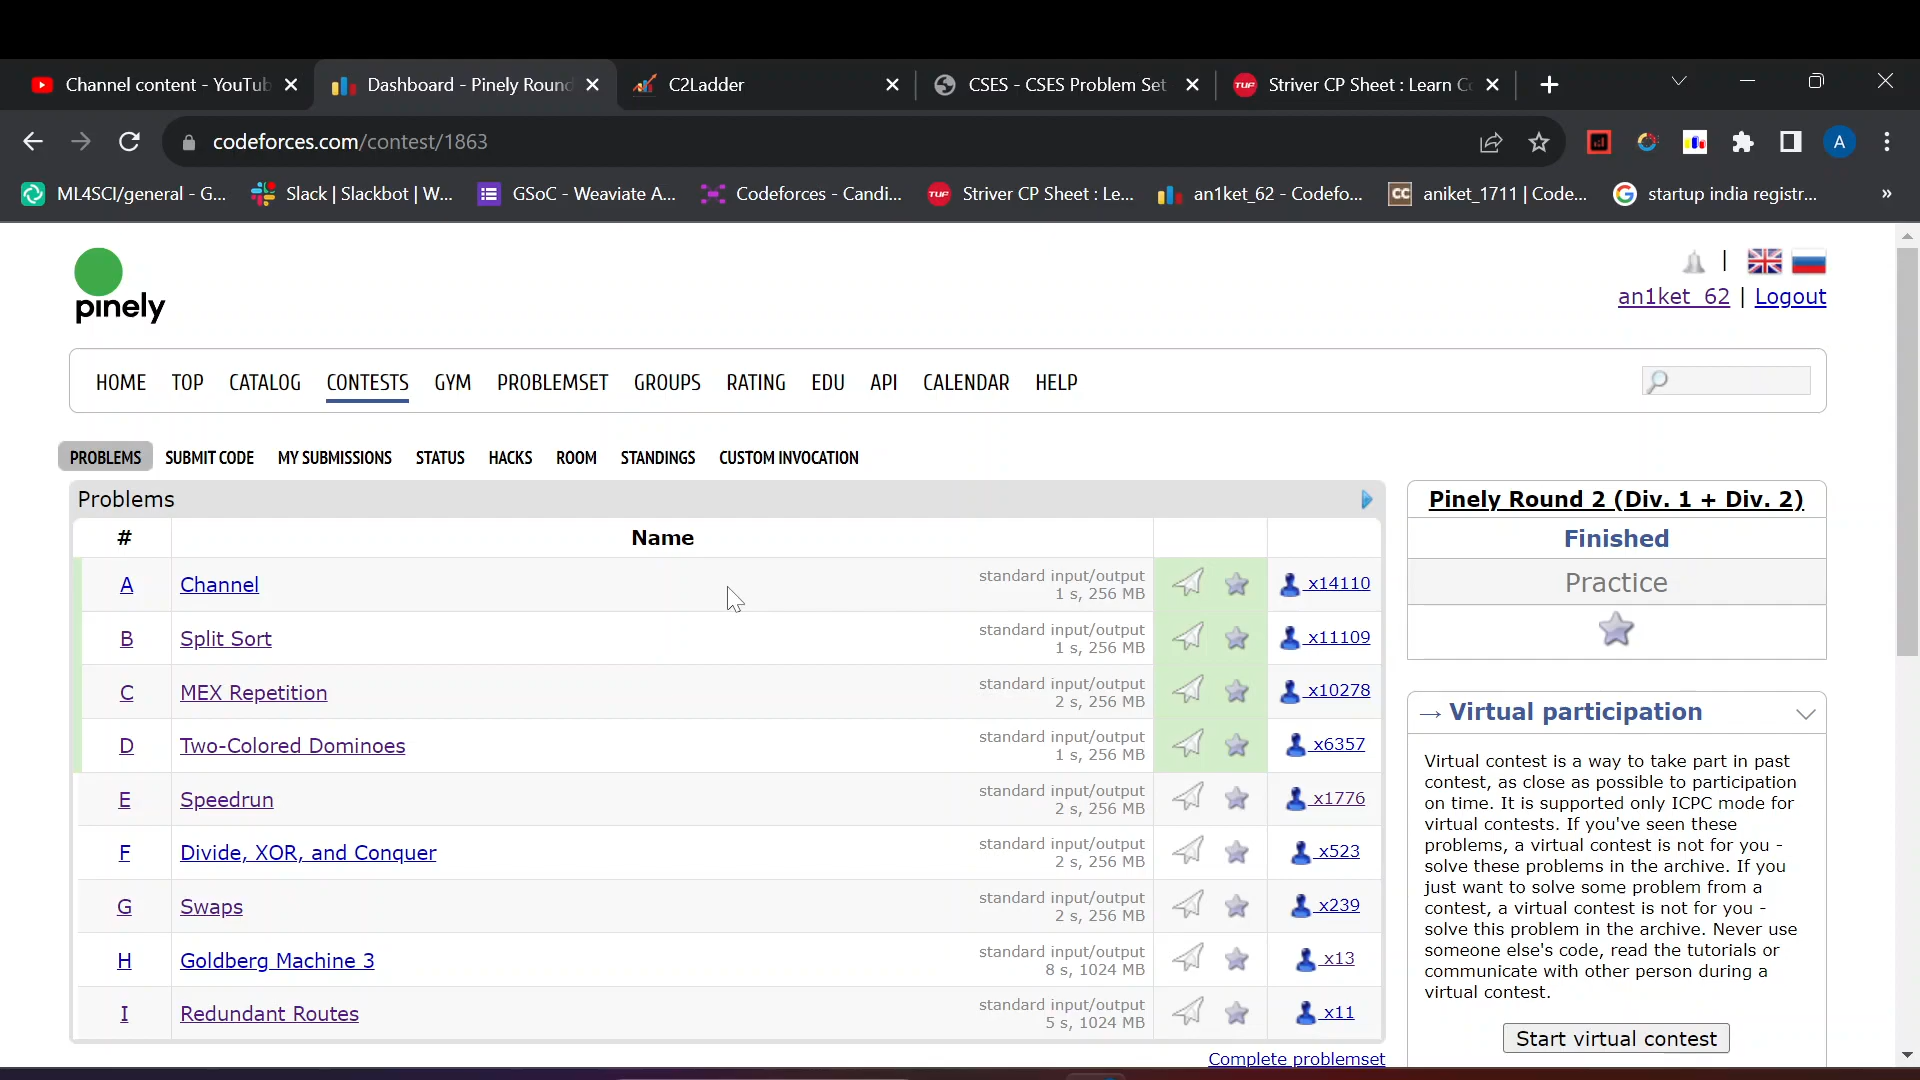 Channel content - YouTub
Dashboard - Pinely Round
C2Ladder
CSES - CSES Problem Set
TUF
Striver CP Sheet : Learn C
codeforces.com/contest/1863
A
ML4SCI/general - G...
Slack | Slackbot | W...
GSoC - Weaviate A...
Codeforces - Candi...
TUF
Striver CP Sheet : Le...
an1ket_62 - Codefo...
CC
aniket_1711 | Code...
startup india registr...
»
pinely
|
an1ket_62 | Logout
HOME TOP CATALOG CONTESTS GYM PROBLEMSET GROUPS RATING EDU API CALENDAR HELP
PROBLEMS SUBMIT CODE MY SUBMISSIONS STATUS HACKS ROOM STANDINGS CUSTOM INVOCATION
Problems
# Name
A Channel standard input/output x14110
1 s, 256 MB
B Split Sort standard input/output x11109
1 s, 256 MB
C MEX Repetition standard input/output x10278
2 s, 256 MB
D Two-Colored Dominoes standard input/output x6357
1 s, 256 MB
E Speedrun standard input/output x1776
2 s, 256 MB
F Divide, XOR, and Conquer standard input/output x523
2 s, 256 MB
G Swaps standard input/output x239
2 s, 256 MB
H Goldberg Machine 3 standard input/output x13
8 s, 1024 MB
I Redundant Routes standard input/output x11
5 s, 1024 MB
Complete problemset
Pinely Round 2 (Div. 1 + Div. 2)
Finished
Practice
→ Virtual participation
Virtual contest is a way to take part in past
contest, as close as possible to participation
on time. It is supported only ICPC mode for
virtual contests. If you've seen these
problems, a virtual contest is not for you -
solve these problems in the archive. If you
just want to solve some problem from a
contest, a virtual contest is not for you -
solve this problem in the archive. Never use
someone else's code, read the tutorials or
communicate with other person during a
virtual contest.
Start virtual contest